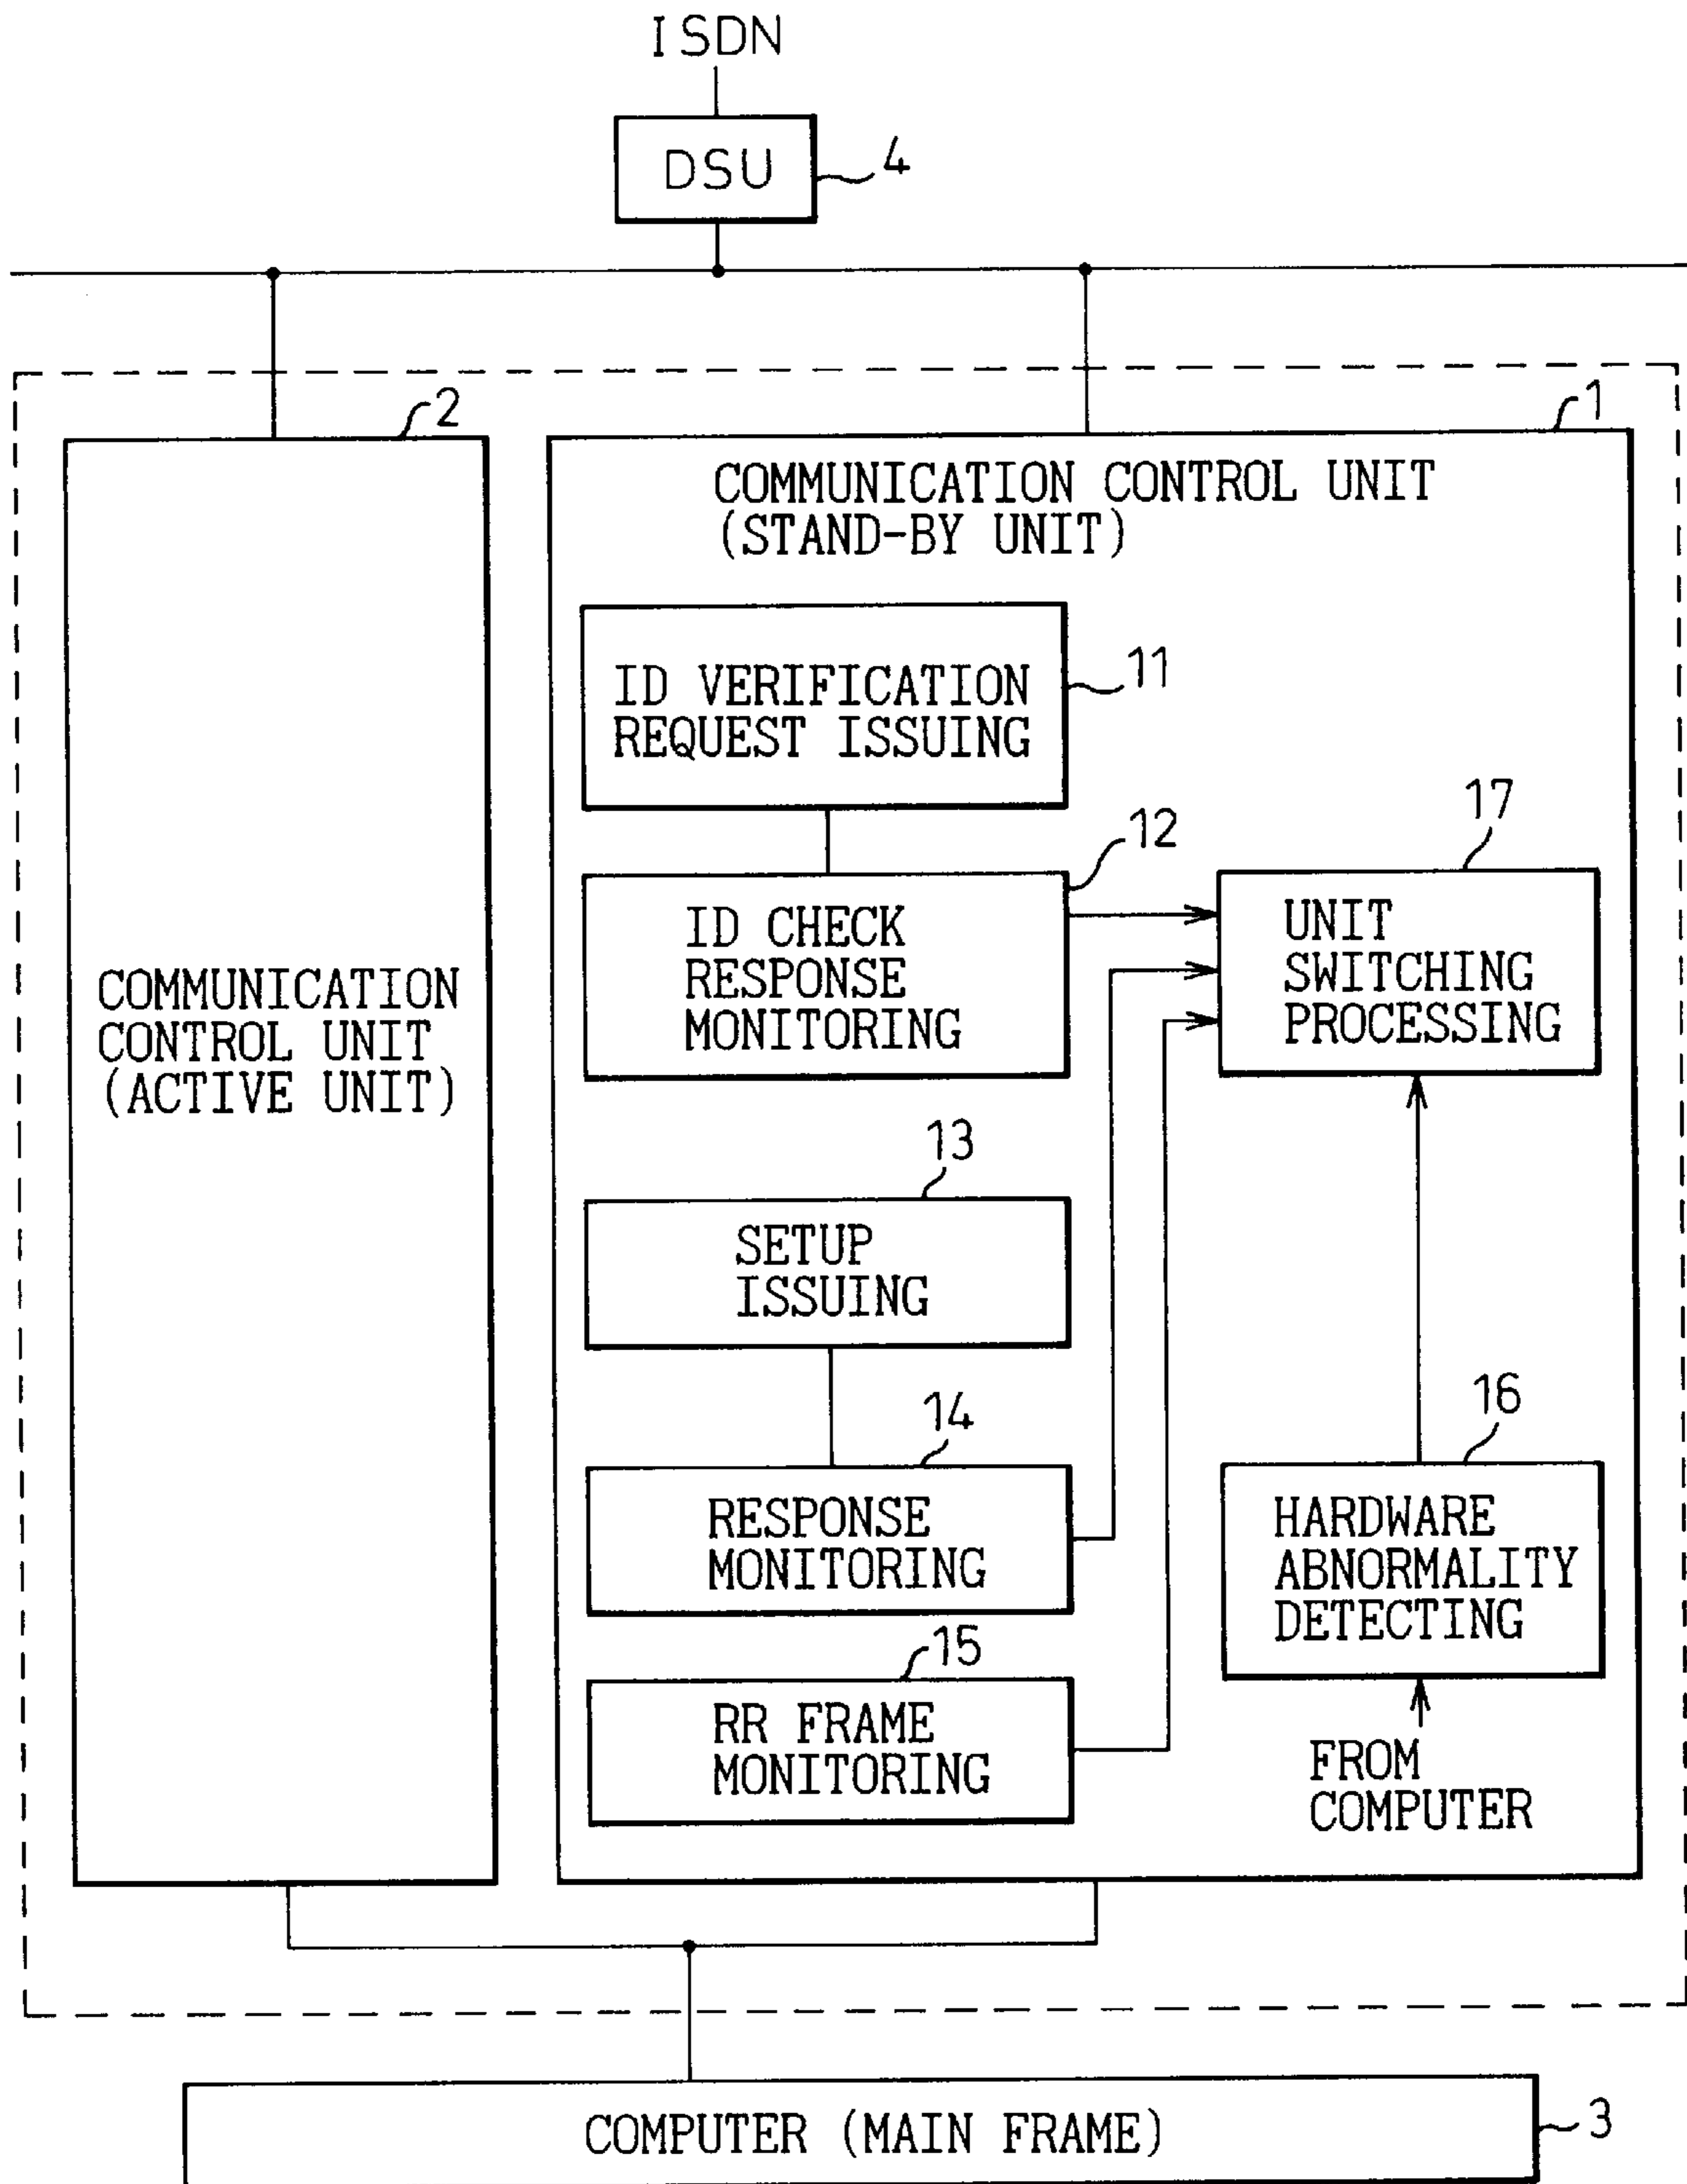 ISDN
DSU
4
2
1
COMMUNICATION CONTROL UNIT
(STAND-BY UNIT)
ID VERIFICATION
REQUEST ISSUING
11
12
17
ID CHECK
RESPONSE
MONITORING
UNIT
SWITCHING
PROCESSING
COMMUNICATION
CONTROL UNIT
(ACTIVE UNIT)
13
SETUP
ISSUING
14
16
RESPONSE
MONITORING
HARDWARE
ABNORMALITY
DETECTING
15
RR FRAME
MONITORING
FROM
COMPUTER
COMPUTER (MAIN FRAME)
3